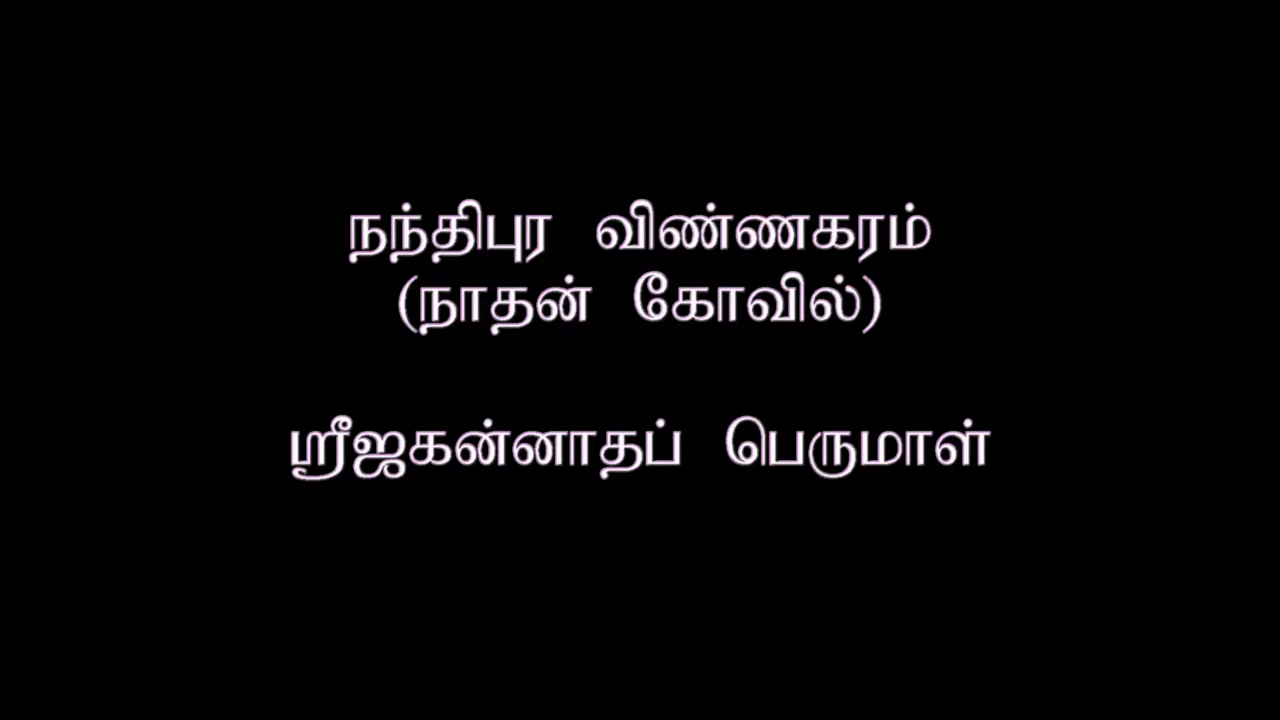 நந்திபுர விண்ணகரம்
(நாதன் கோவில்)
ஸ்ரீஜகன்னாதப் பெருமாள்